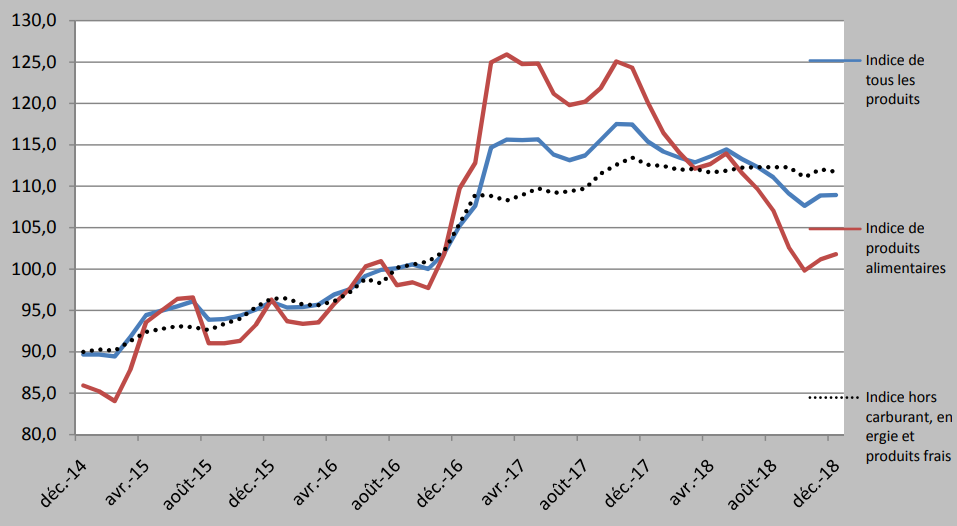 130,0
125,0
120,0
115,0
110,0
105,0
100,0
95,0
90,0
85,0
80,0
déc.-14
avr.-15
août-15
déc.-15
avr.-16
août-16
déc.-16
avr.-17
août-17
déc.-17
avr.-18
août-18
déc.-18
Indice de
tous les
produits
Indice de
produits
alimentaires
Indice hors
carburant, en
ergie et
produits frais